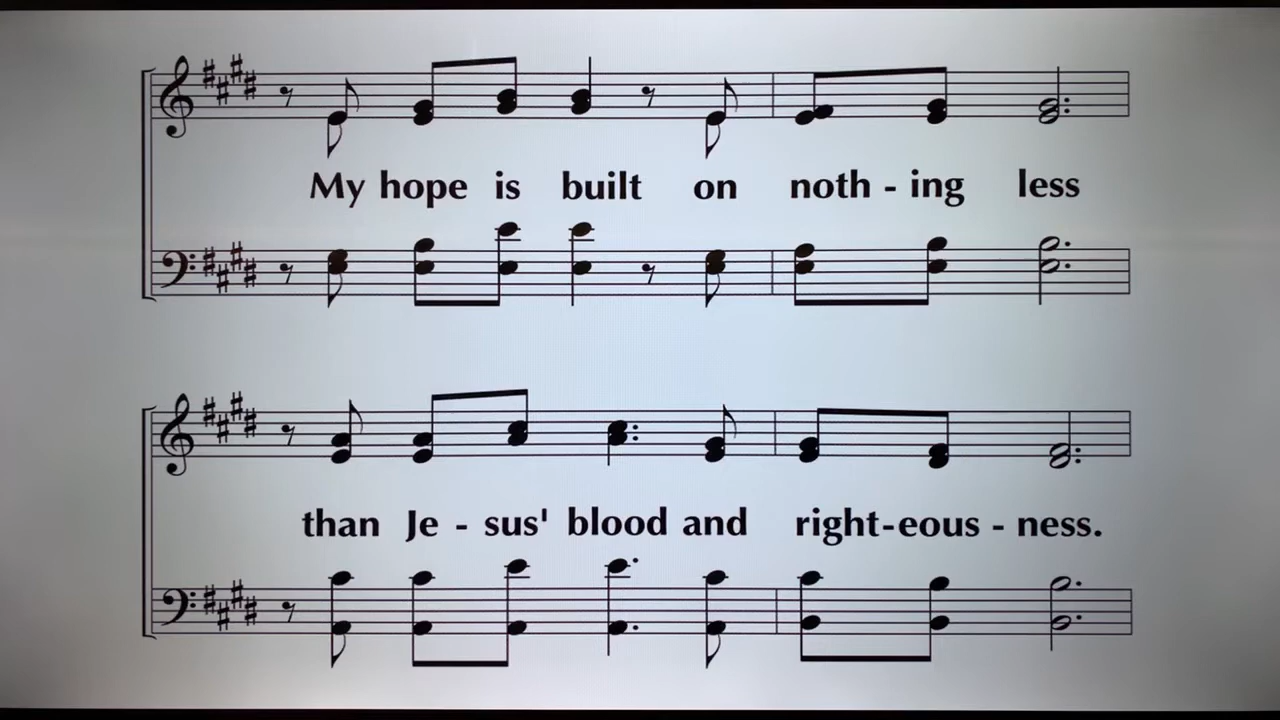 My hope is built on noth - ing less
than Je - sus' blood and right-eous - ness.